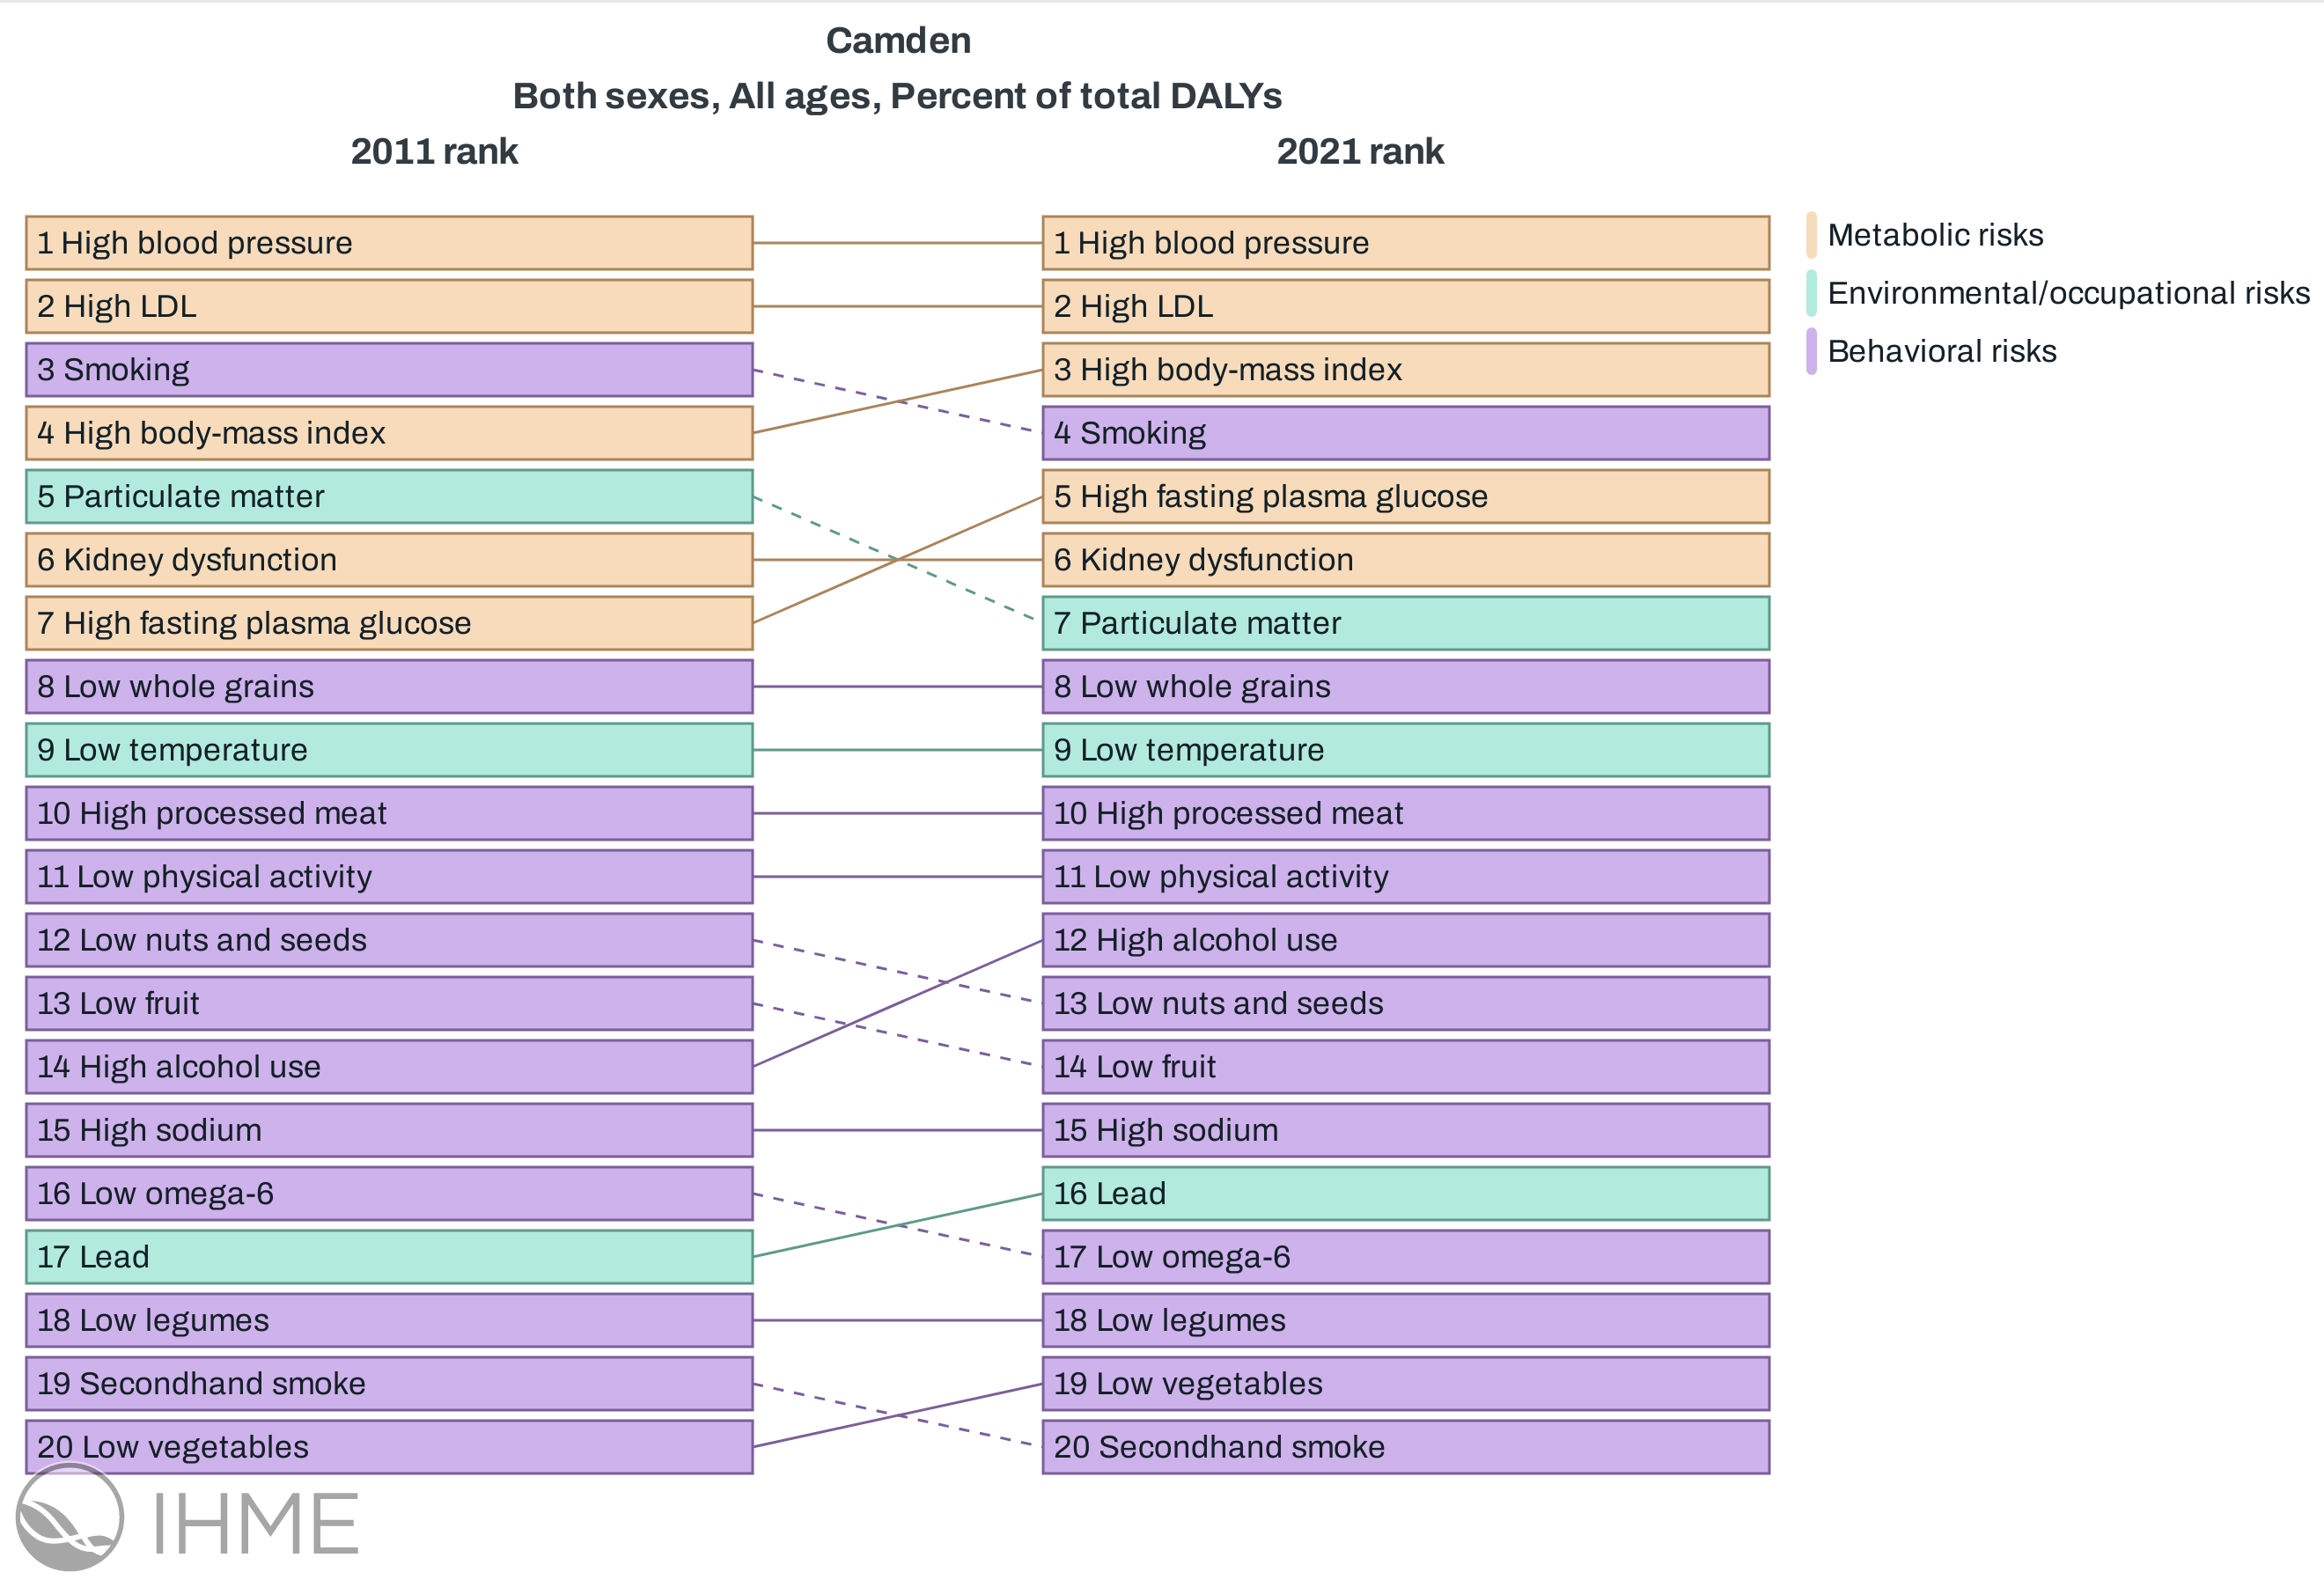 Camden
Both sexes, All ages, Percent of total DALYs
2011 rank
2021 rank
1 High blood pressure
2 High LDL
3 Smoking
4 High body-mass index
5 Particulate matter
6 Kidney dysfunction
7 High fasting plasma glucose
8 Low whole grains
9 Low temperature
10 High processed meat
11 Low physical activity
12 Low nuts and seeds
13 Low fruit
14 High alcohol use
15 High sodium
16 Low omega-6
17 Lead
18 Low legumes
19 Secondhand smoke
20 Low vegetables
1 High blood pressure
2 High LDL
3 High body-mass index
4 Smoking
5 High fasting plasma glucose
6 Kidney dysfunction
7 Particulate matter
8 Low whole grains
9 Low temperature
10 High processed meat
11 Low physical activity
12 High alcohol use
13 Low nuts and seeds
14 Low fruit
15 High sodium
16 Lead
17 Low omega-6
18 Low legumes
19 Low vegetables
20 Secondhand smoke
Metabolic risks
Environmental/occupational risks
Behavioral risks
IHME